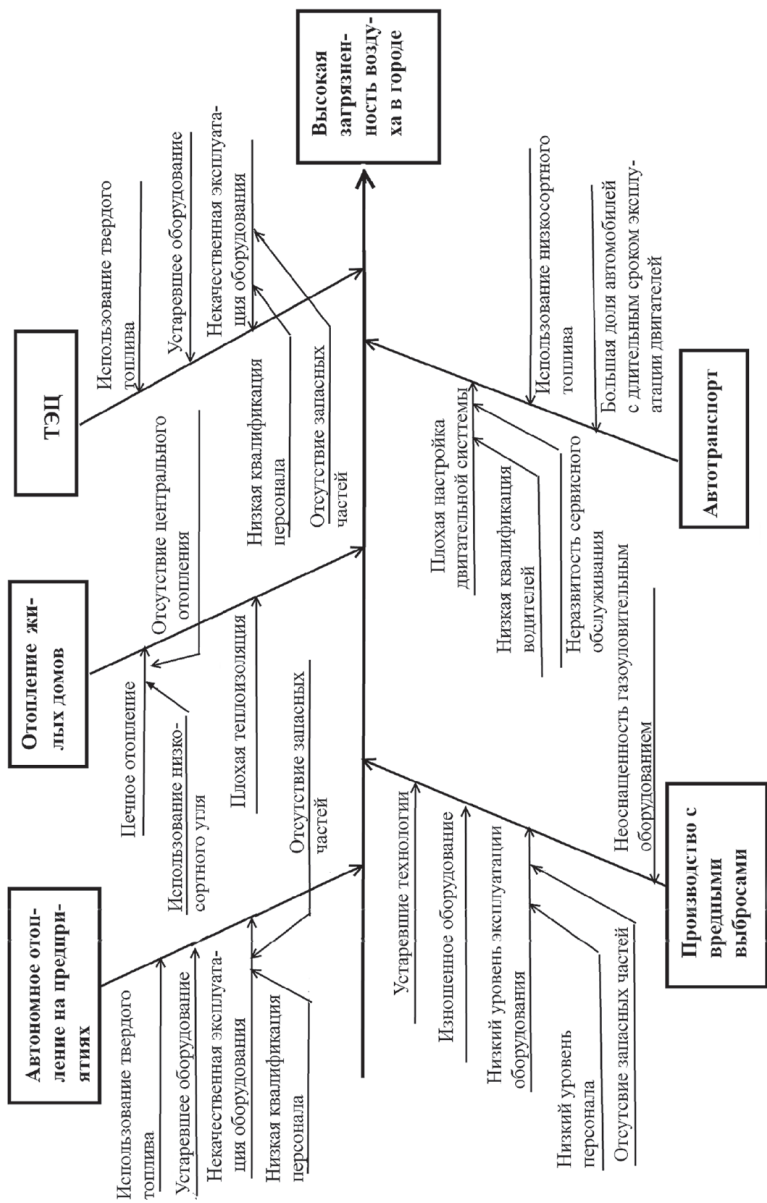 Автономное отоп-
ление на предпри-
ятиях
Использование твердого
топлива
Устаревшее оборудование
Некачественная эксплуата-
ция оборудования
Низкая квалификация
персонала
Отсутствие запасных
частей
Отопление жи-
лых домов
Печное отопление
Отсутствие центрального
отопления
Использование низко-
сортного угля
Плохая теплоизоляция
ТЭЦ
Использование твердого
топлива
Устаревшее оборудование
Некачественная эксплуата-
ция оборудования
Низкая квалификация
персонала
Отсутствие запасных
частей
Высокая
загрязнен-
ность возду-
ха в городе
Устаревшие технологии
Изношенное оборудование
Низкий уровень эксплуатации
оборудования
Низкий уровень
персонала
Отсутсвие запасных частей
Неоснащенность газоуловительным
оборудованием
Производство с
вредными
выбросами
Плохая настройка
двигательной систтемы
Низкая квалификация
водителей
Неразвитость сервисного
обслуживания
Использование низкосортного
топлива
Большая доля автомобилей
с длительным сроком эксплу-
атации двигателей
Автотранспорт